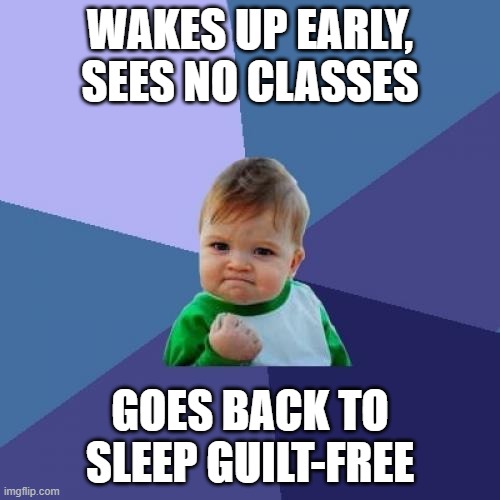 WAKES UP EARLY,
SEES NO CLASSES
GOES BACK TO
SLEEP GUILT-FREE
imgflip.com